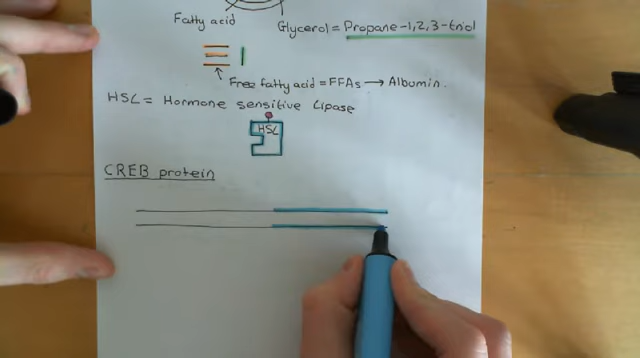 Fatty acid
Glycerol = Propane-1,2,3-triol
Free fatty acid = FFAs → Albumin.
HSL = Hormone sensitive Lipase
HSL
CREB protein